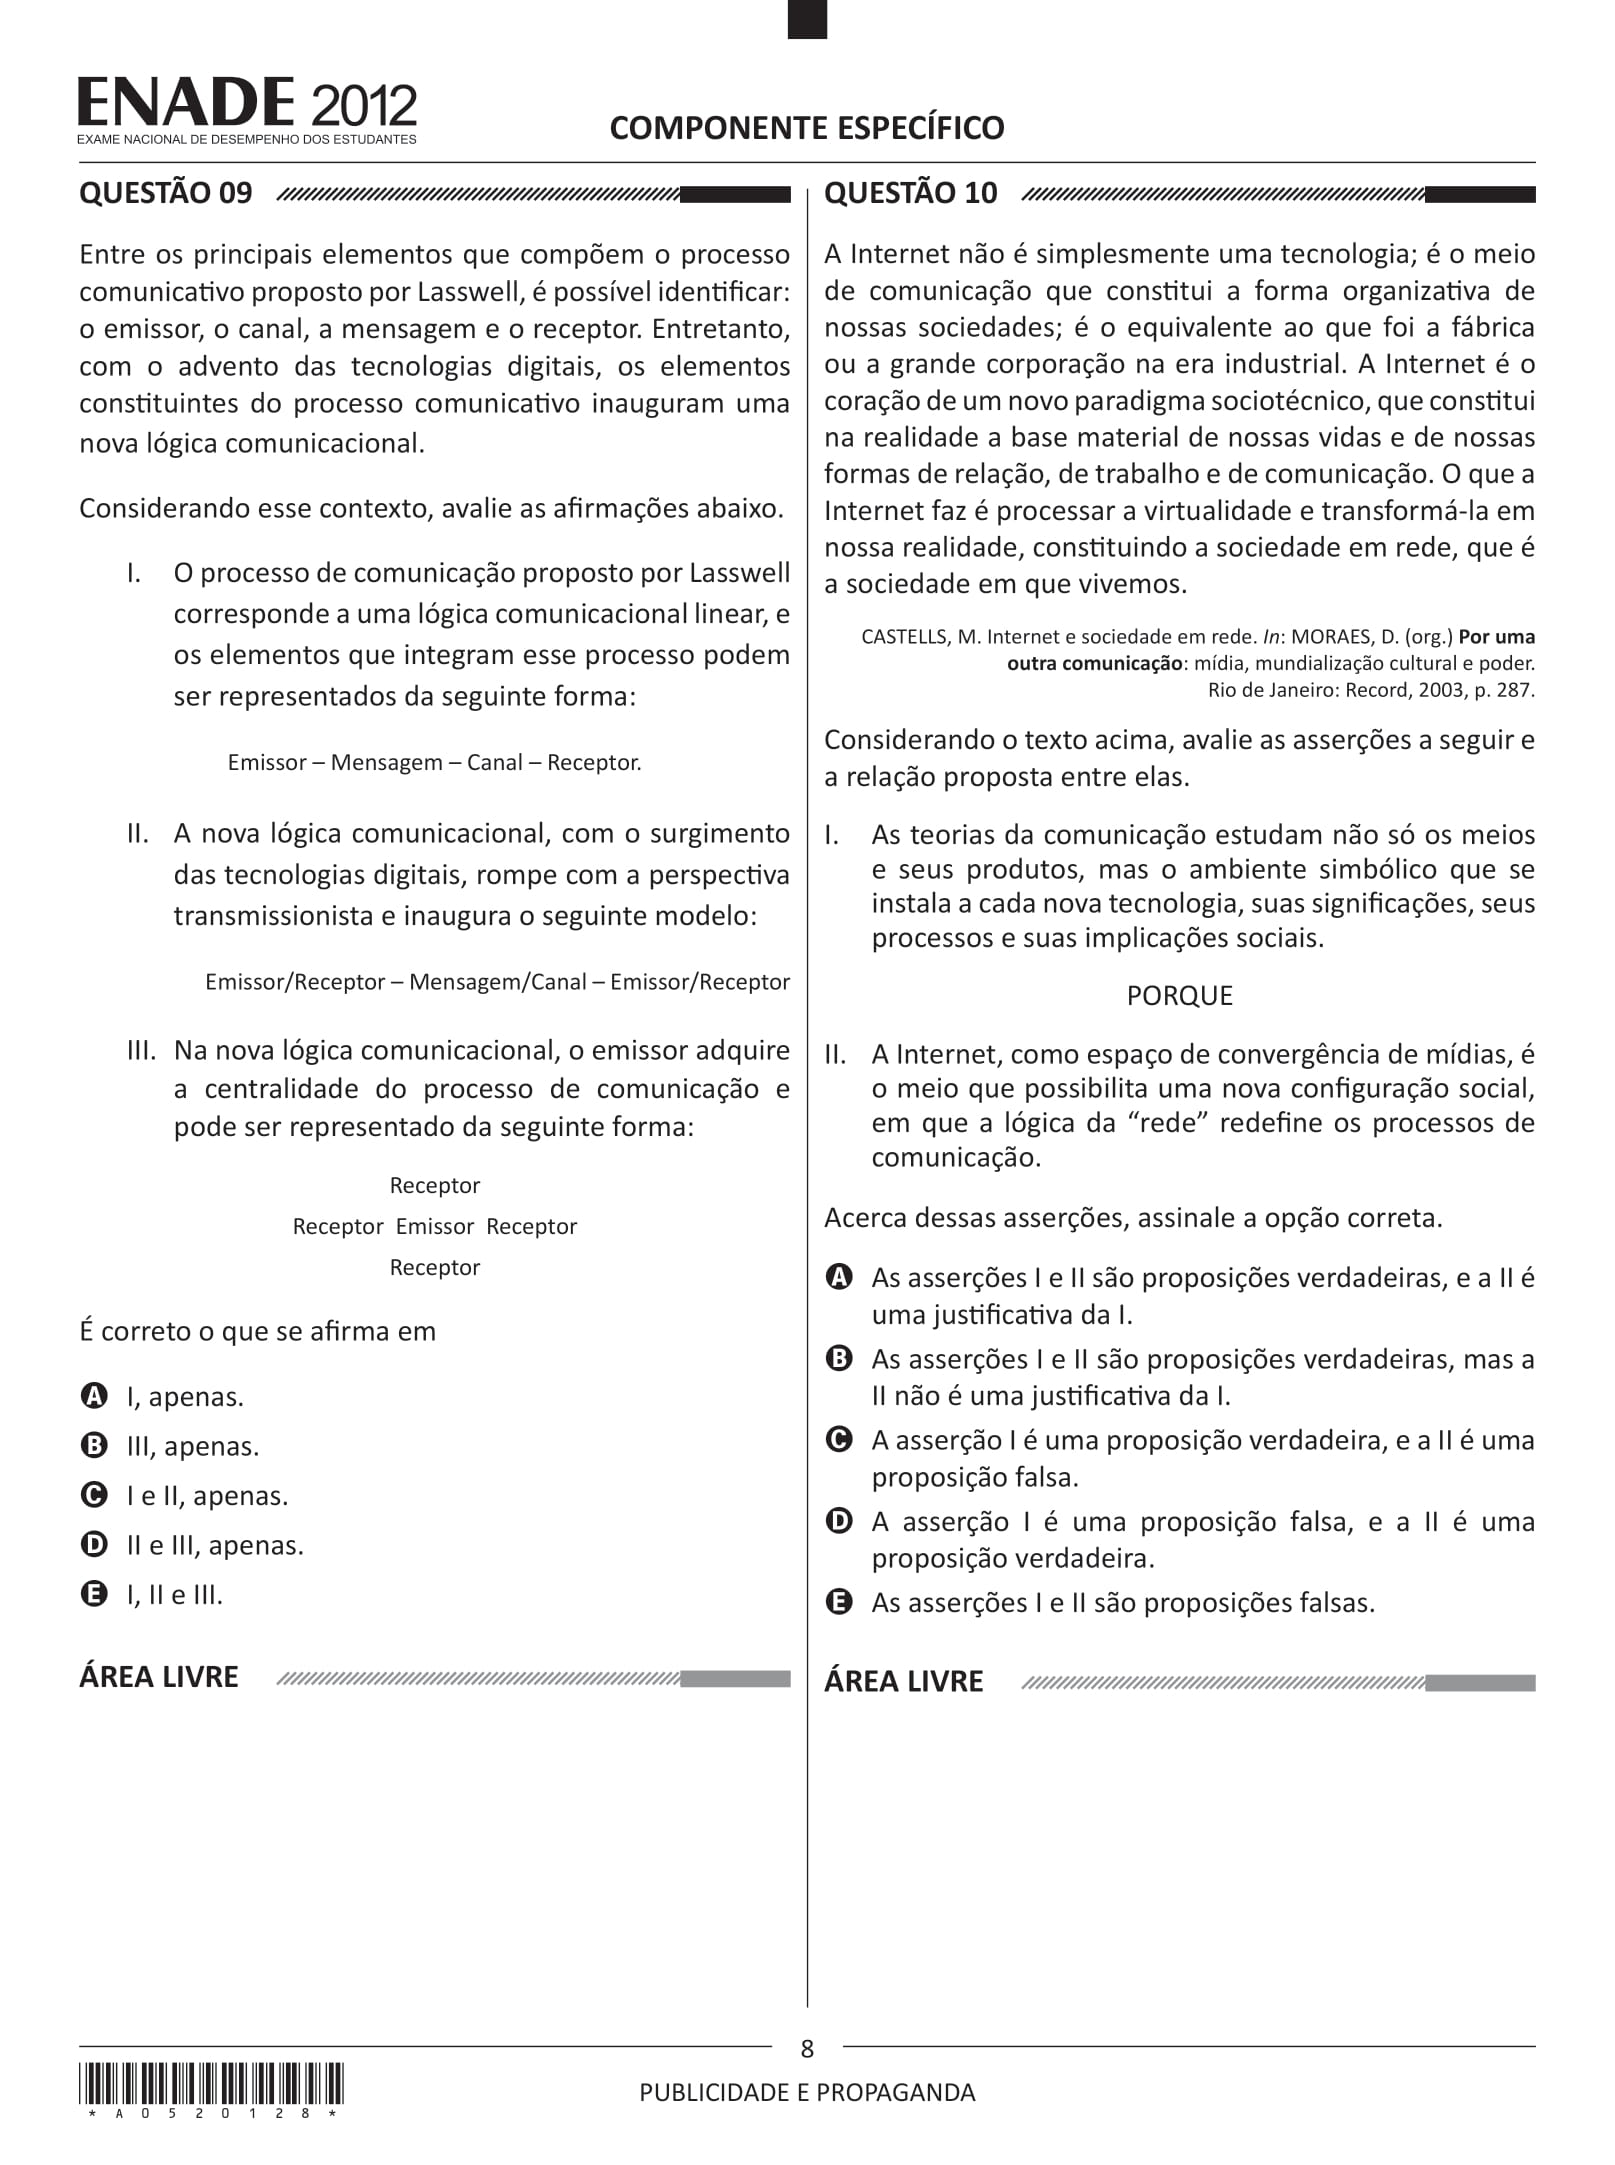 ENADE 2012
EXAME NACIONAL DE DESEMPENHO DOS ESTUDANTES
COMPONENTE ESPECÍFICO
QUESTÃO 09
Entre os principais elementos que compõem o processo
comunicativo proposto por Lasswell, é possível identificar:
o emissor, o canal, a mensagem e o receptor. Entretanto,
com o advento das tecnologias digitais, os elementos
constituintes do processo comunicativo inauguram uma
nova lógica comunicacional.
Considerando esse contexto, avalie as afirmações abaixo.
I. O processo de comunicação proposto por Lasswell
corresponde a uma lógica comunicacional linear, e
os elementos que integram esse processo podem
ser representados da seguinte forma:
Emissor – Mensagem – Canal – Receptor.
II. A nova lógica comunicacional, com o surgimento
das tecnologias digitais, rompe com a perspectiva
transmissionista e inaugura o seguinte modelo:
Emissor/Receptor – Mensagem/Canal – Emissor/Receptor
III. Na nova lógica comunicacional, o emissor adquire
a centralidade do processo de comunicação e
pode ser representado da seguinte forma:
Receptor
Receptor Emissor Receptor
Receptor
É correto o que se afirma em
A I, apenas.
B III, apenas.
C I e II, apenas.
D II e III, apenas.
E I, II e III.
ÁREA LIVRE
QUESTÃO 10
A Internet não é simplesmente uma tecnologia; é o meio
de comunicação que constitui a forma organizativa de
nossas sociedades; é o equivalente ao que foi a fábrica
ou a grande corporação na era industrial. A Internet é o
coração de um novo paradigma sociotécnico, que constitui
na realidade a base material de nossas vidas e de nossas
formas de relação, de trabalho e de comunicação. O que a
Internet faz é processar a virtualidade e transformá-la em
nossa realidade, constituindo a sociedade em rede, que é
a sociedade em que vivemos.
CASTELLS, M. Internet e sociedade em rede. In: MORAES, D. (org.) Por uma
outra comunicação: mídia, mundialização cultural e poder.
Rio de Janeiro: Record, 2003, p. 287.
Considerando o texto acima, avalie as asserções a seguir e
a relação proposta entre elas.
I. As teorias da comunicação estudam não só os meios
e seus produtos, mas o ambiente simbólico que se
instala a cada nova tecnologia, suas significações, seus
processos e suas implicações sociais.
PORQUE
II. A Internet, como espaço de convergência de mídias, é
o meio que possibilita uma nova configuração social,
em que a lógica da “rede” redefine os processos de
comunicação.
Acerca dessas asserções, assinale a opção correta.
A As asserções I e II são proposições verdadeiras, e a II é
uma justificativa da I.
B As asserções I e II são proposições verdadeiras, mas a
II não é uma justificativa da I.
C A asserção I é uma proposição verdadeira, e a II é uma
proposição falsa.
D A asserção I é uma proposição falsa, e a II é uma
proposição verdadeira.
E As asserções I e II são proposições falsas.
ÁREA LIVRE
8
PUBLICIDADE E PROPAGANDA
*A0520128*